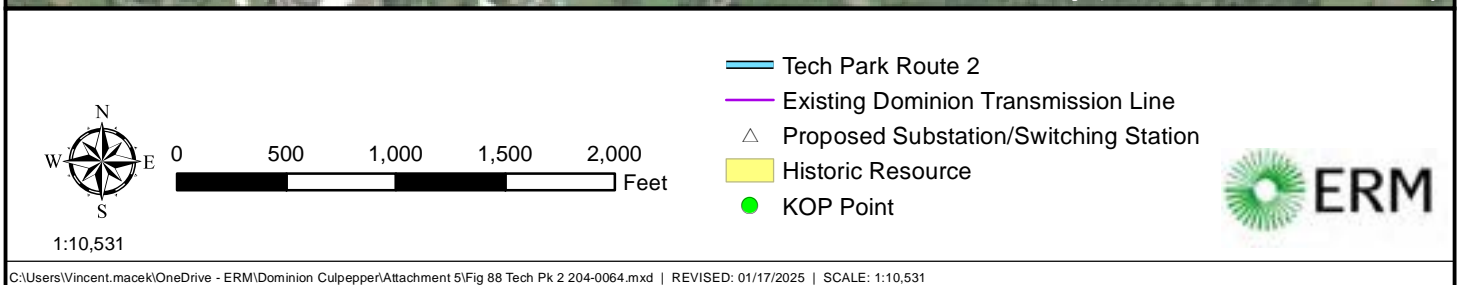 N
W E
S
0 500 1,000 1,500 2,000
Feet
1:10,531
Tech Park Route 2
Existing Dominion Transmission Line
Proposed Substation/Switching Station
Historic Resource
KOP Point
ERM
C:\Users\Vincent.macek\OneDrive - ERM\Dominion Culpepper\Attachment 5\Fig 88 Tech Pk 2 204-0064.mxd | REVISED: 01/17/2025 | SCALE: 1:10,531